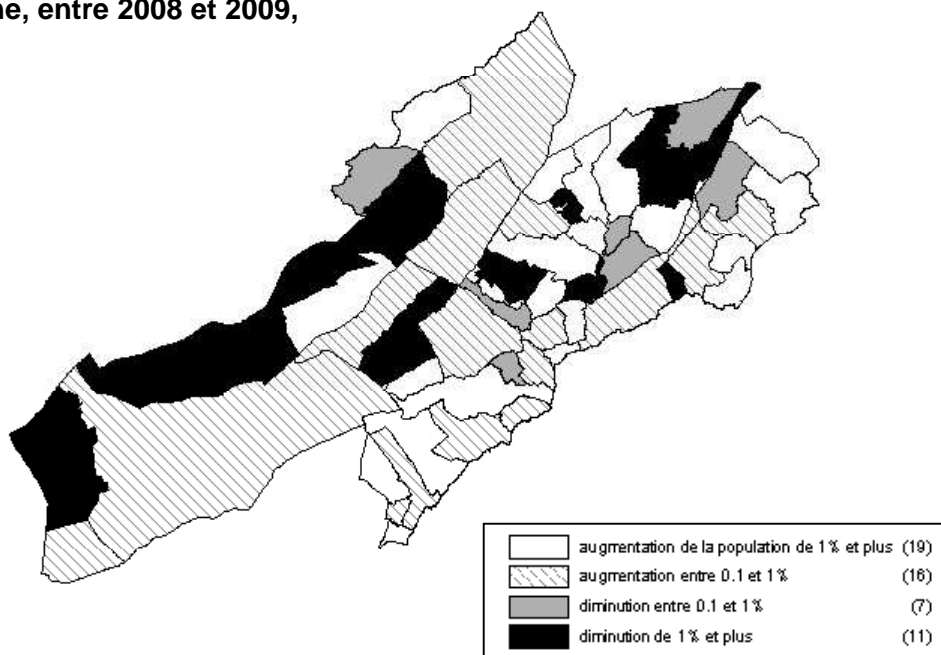 ne, entre 2008 et 2009,
augmentation de la population de 1% et plus (19)
augmentation entre 0.1 et 1% (16)
diminution entre 0.1 et 1% (7)
diminution de 1% et plus (11)